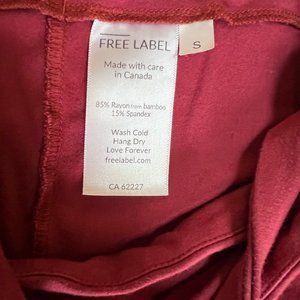 FREE LABEL
S
Made with care
in Canada
85% Rayon from bamboo
15% Spandex
Wash Cold
Hang Dry
Love Forever
freelabel.com
CA 62227